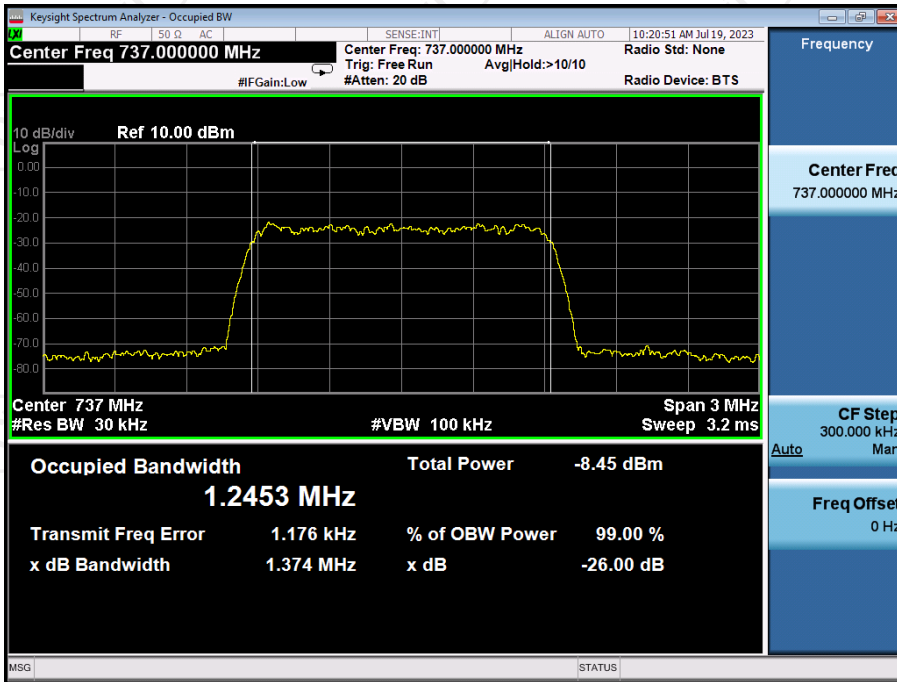 Keysight Spectrum Analyzer - Occupied BW
LXI RF 50 Ω AC SENSE:INT ALIGN AUTO 10:20:51 AM Jul 19, 2023
Center Freq 737.000000 MHz
Center Freq: 737.000000 MHz Radio Std: None
Trig: Free Run Avg|Hold:>10/10
#IFGain:Low #Atten: 20 dB Radio Device: BTS
10 dB/div Ref 10.00 dBm
Log
0.00
-10.0
-20.0
-30.0
-40.0
-50.0
-60.0
-70.0
-80.0
Center 737 MHz Span 3 MHz
#Res BW 30 kHz #VBW 100 kHz Sweep 3.2 ms
Occupied Bandwidth Total Power -8.45 dBm
1.2453 MHz
Transmit Freq Error 1.176 kHz % of OBW Power 99.00 %
x dB Bandwidth 1.374 MHz x dB -26.00 dB
MSG STATUS
Frequency
Center Freq
737.000000 MHz
CF Step
300.000 kHz
Auto Man
Freq Offset
0 Hz